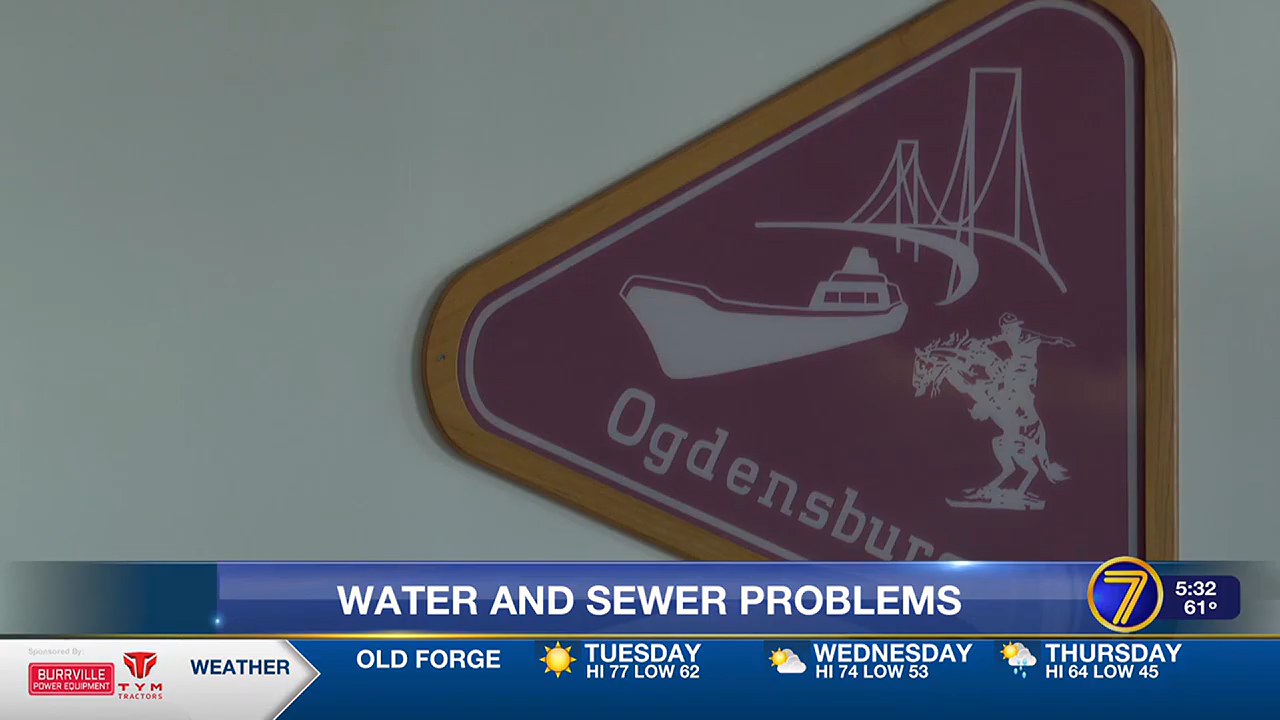 Ogdensburg
WATER AND SEWER PROBLEMS
7
5:32
61°
Sponsored By:
BURRVILLE
POWER EQUIPMENT
TYM
TRACTORS
WEATHER
OLD FORGE
TUESDAY
HI 77 LOW 62
WEDNESDAY
HI 74 LOW 53
THURSDAY
HI 64 LOW 45